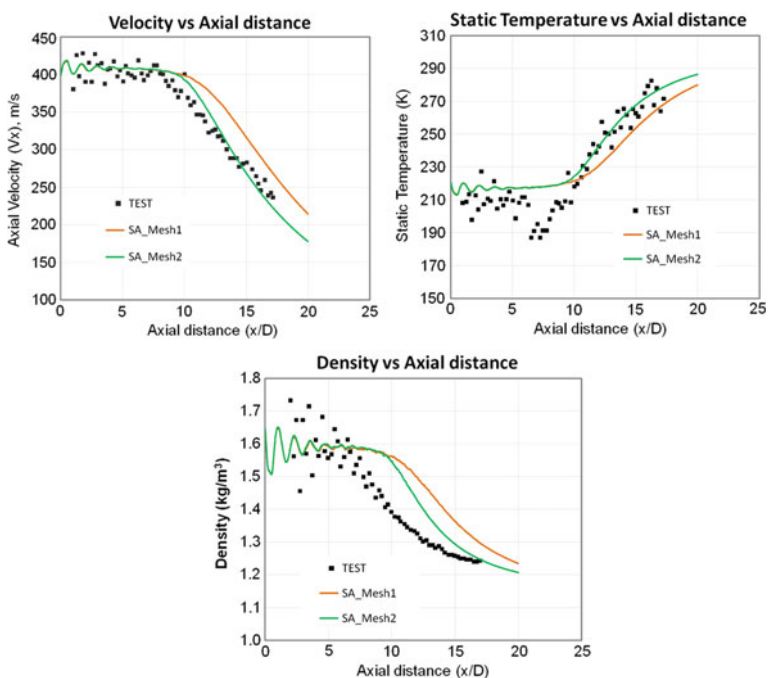 Velocity vs Axial distance
Axial Velocity (Vx), m/s
450
400
350
300
250
200
150
100
TEST
SA_Mesh1
SA_Mesh2
0 5 10 15 20 25
Axial distance (x/D)
Static Temperature vs Axial distance
Static Temperature (K)
310
290
270
250
230
210
190
170
150
TEST
SA_Mesh1
SA_Mesh2
0 5 10 15 20 25
Axial distance (x/D)
Density vs Axial distance
Density (kg/m³)
1.8
1.7
1.6
1.5
1.4
1.3
1.2
1.1
1.0
TEST
SA_Mesh1
SA_Mesh2
0 5 10 15 20 25
Axial distance (x/D)